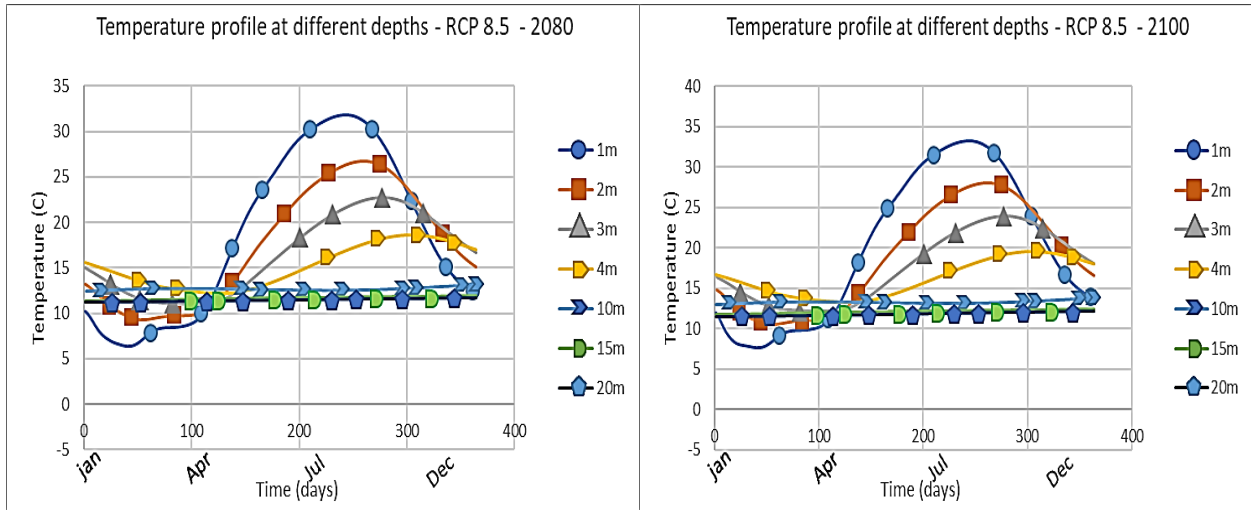 Temperature profile at different depths - RCP 8.5 - 2080
35
30
25
20
15
10
5
0
-5
Temperature (C)
0 100 200 300 400
jan Apr Jul Dec
Time (days)
1m
2m
3m
4m
10m
15m
20m
Temperature profile at different depths - RCP 8.5 - 2100
40
35
30
25
20
15
10
5
0
-5
Temperature (C)
0 100 200 300 400
jan Apr Jul Dec
Time (days)
1m
2m
3m
4m
10m
15m
20m